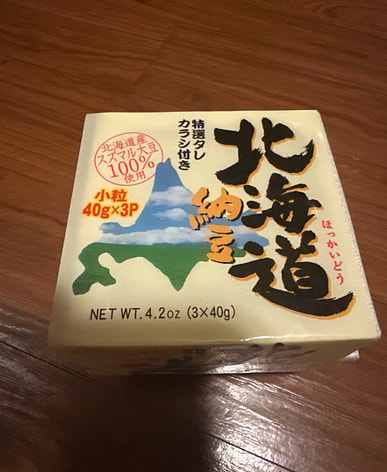 北海道
ほっかいどう
納豆
特選タレ
カラシ付き
北海道産
スズマル大豆
100%
使用
小粒
40g×3P
NET WT. 4.2oz (3×40g)